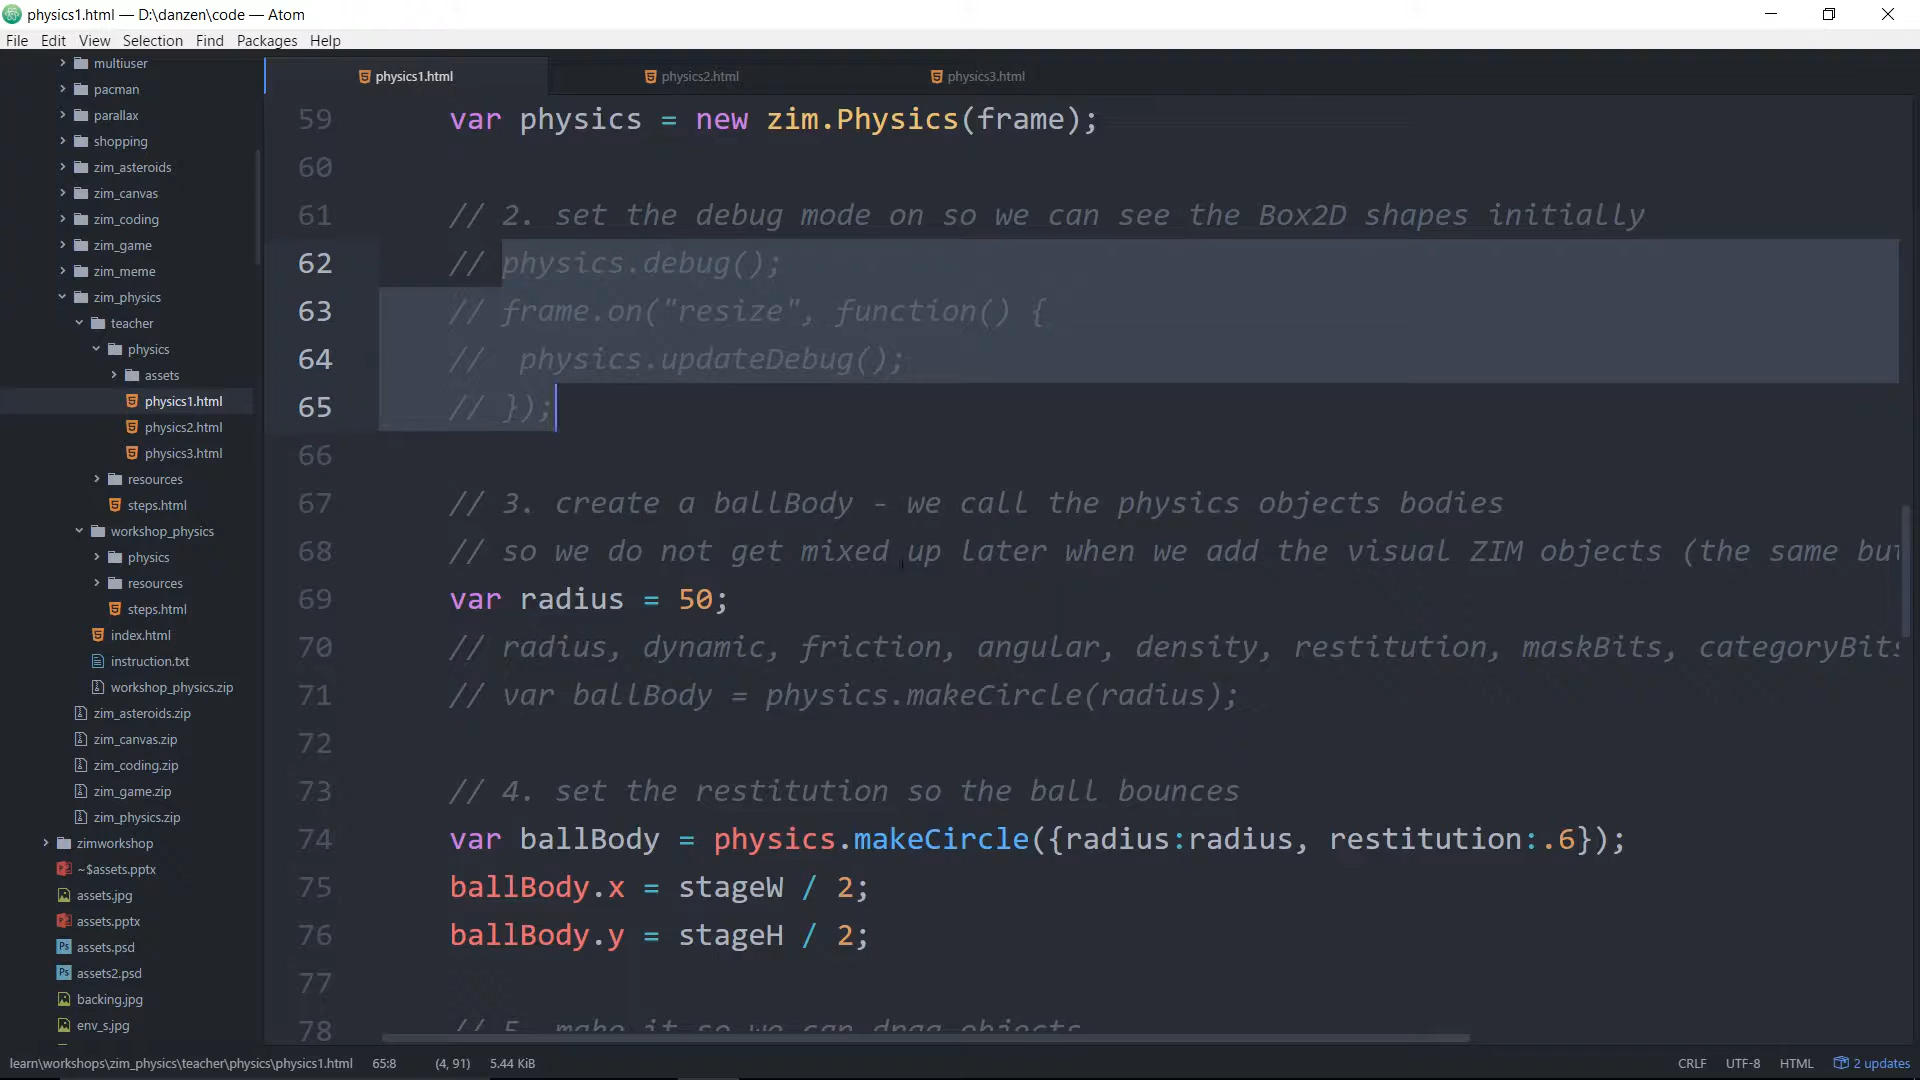 physics1.html — D:\danzen\code — Atom
File Edit View Selection Find Packages Help
multiuser
pacman
parallax
shopping
zim_asteroids
zim_canvas
zim_coding
zim_game
zim_meme
zim_physics
teacher
physics
assets
physics1.html
physics2.html
physics3.html
resources
steps.html
workshop_physics
physics
resources
steps.html
index.html
instruction.txt
workshop_physics.zip
zim_asteroids.zip
zim_canvas.zip
zim_coding.zip
zim_game.zip
zim_physics.zip
zimworkshop
~$assets.pptx
assets.jpg
assets.pptx
assets.psd
assets2.psd
backing.jpg
env_s.jpg
physics1.html physics2.html physics3.html
59 var physics = new zim.Physics(frame);
60
61 // 2. set the debug mode on so we can see the Box2D shapes initially
62 // physics.debug();
63 // frame.on("resize", function() {
64 // physics.updateDebug();
65 // });
66
67 // 3. create a ballBody - we call the physics objects bodies
68 // so we do not get mixed up later when we add the visual ZIM objects (the same bu
69 var radius = 50;
70 // radius, dynamic, friction, angular, density, restitution, maskBits, categoryBits
71 // var ballBody = physics.makeCircle(radius);
72
73 // 4. set the restitution so the ball bounces
74 var ballBody = physics.makeCircle({radius:radius, restitution:.6});
75 ballBody.x = stageW / 2;
76 ballBody.y = stageH / 2;
77
78 // 5. make it so we can drag objects
learn\workshops\zim_physics\teacher\physics\physics1.html 65:8 (4, 91) 5.44 KiB CRLF UTF-8 HTML 2 updates